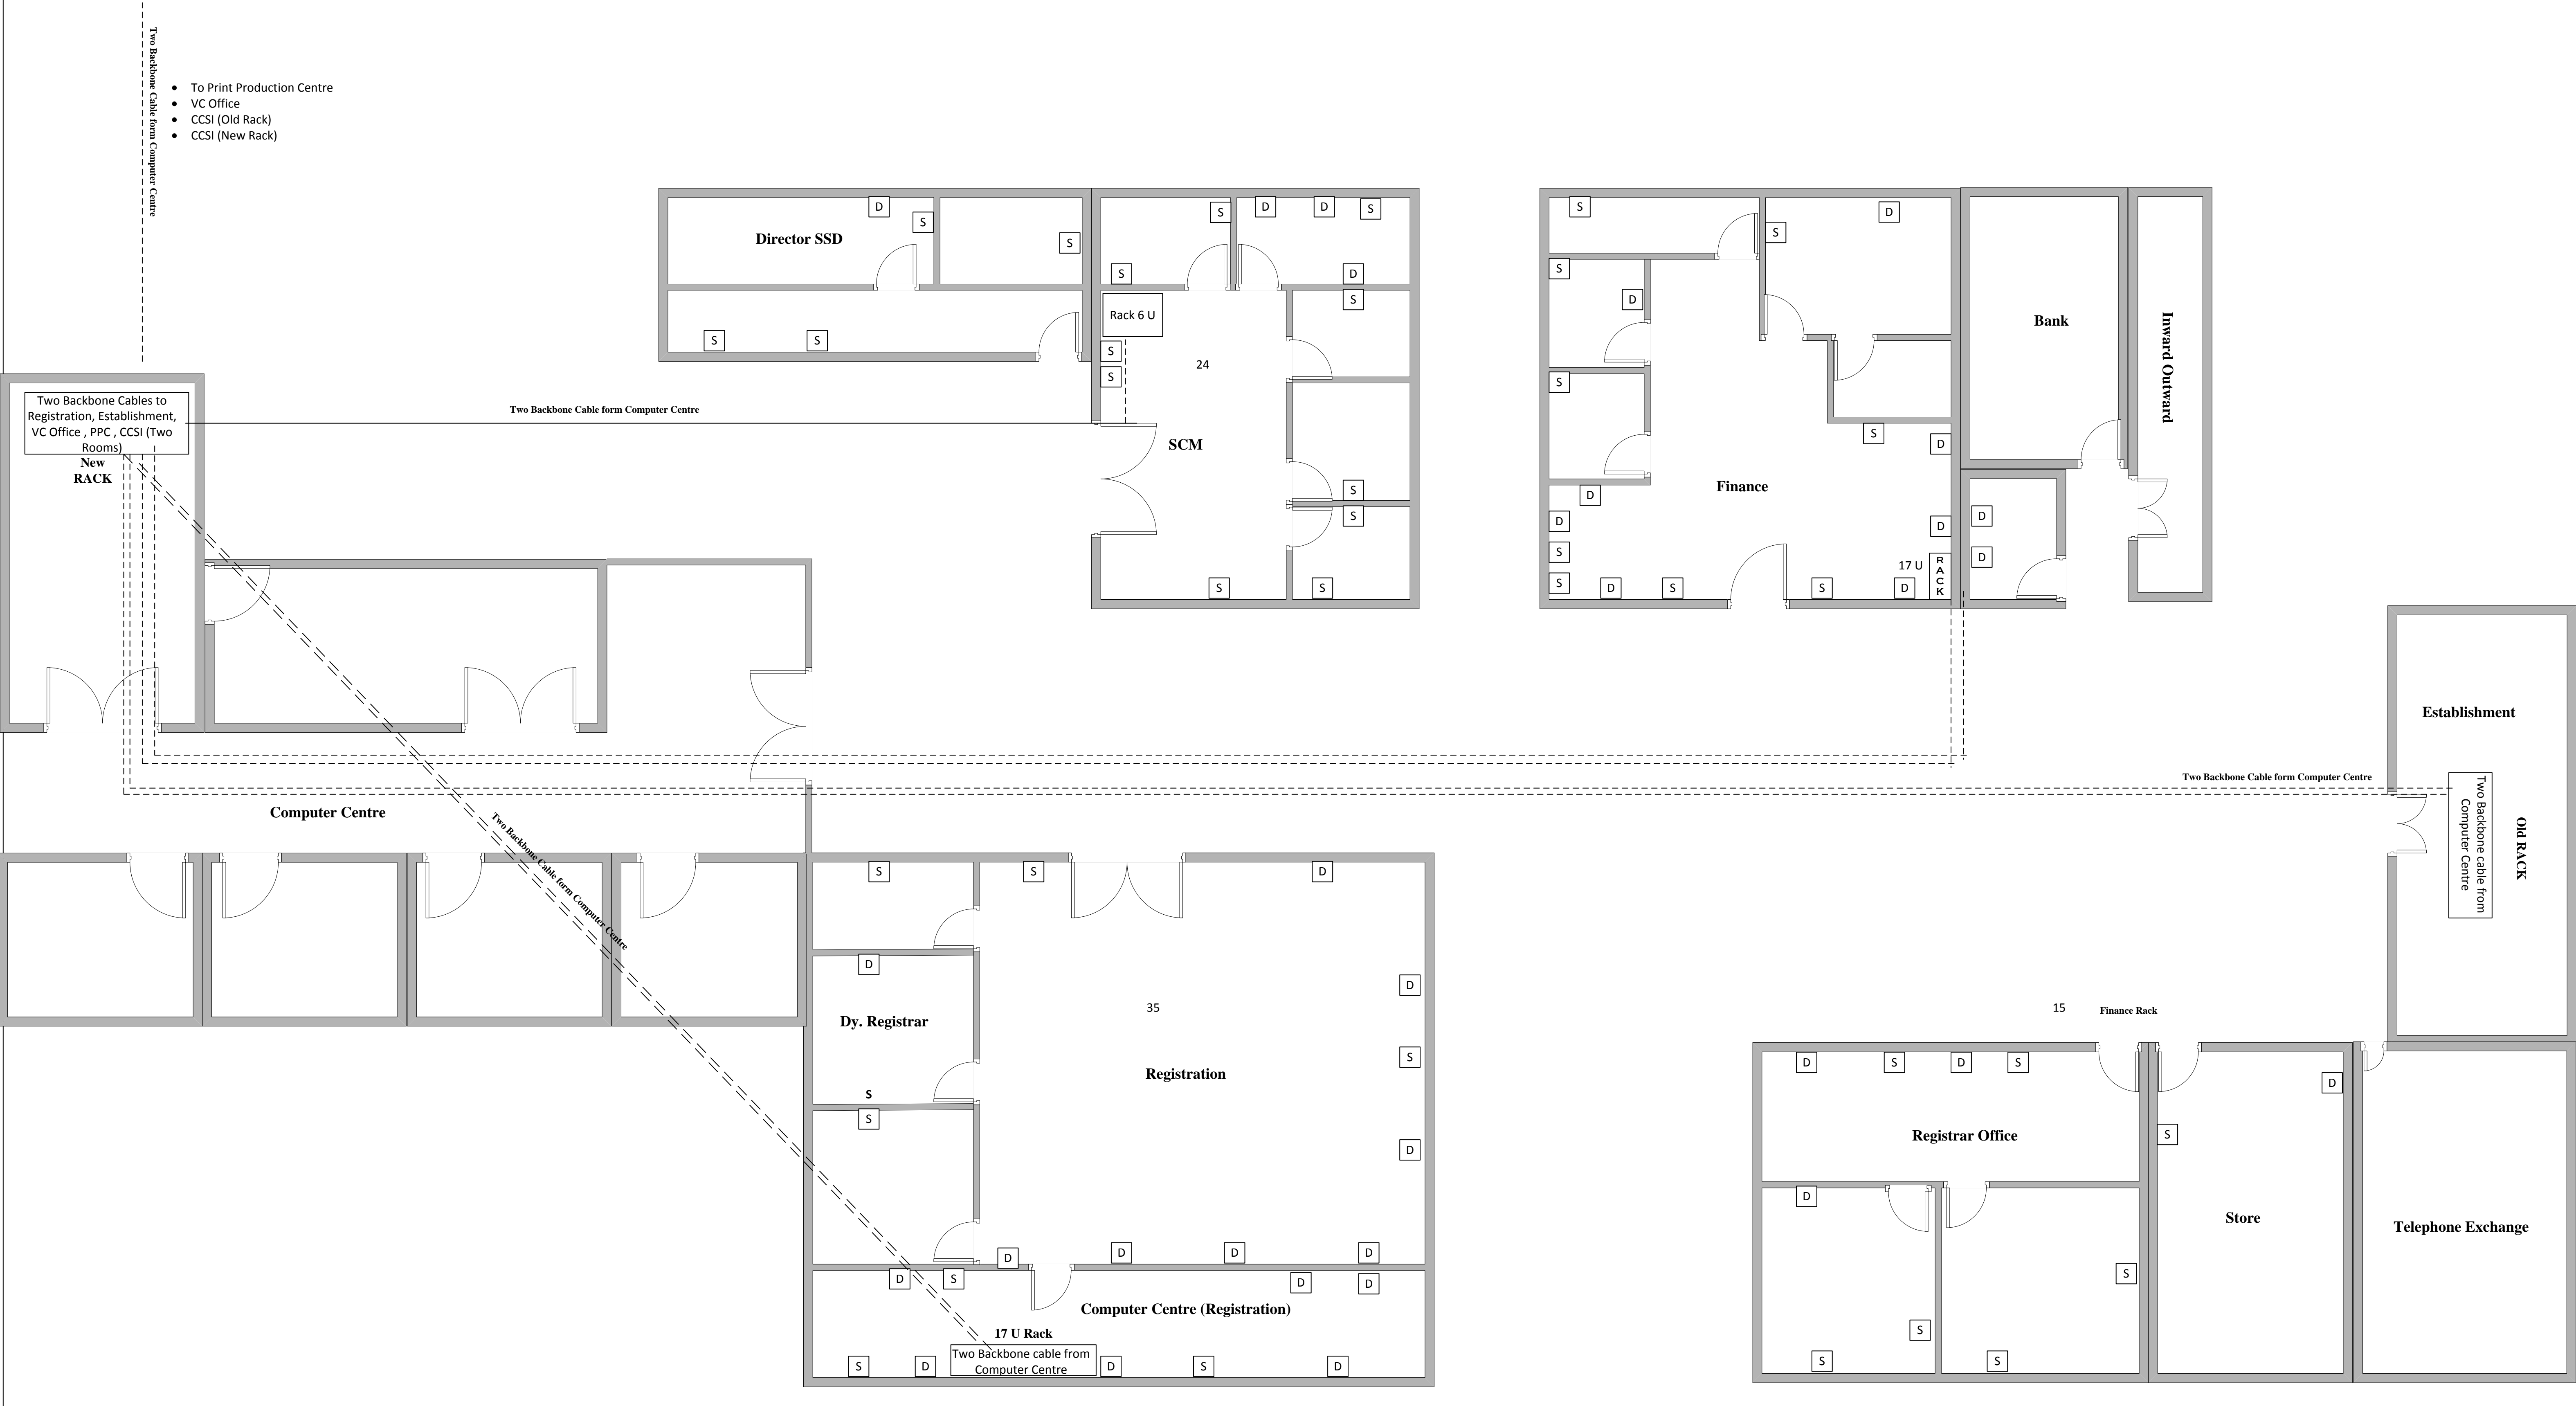 Two Backbone Cable form Computer Centre
• To Print Production Centre
• VC Office
• CCSI (Old Rack)
• CCSI (New Rack)
Two Backbone Cables to
Registration, Establishment,
VC Office , PPC , CCSI (Two
Rooms)
New
RACK
Two Backbone Cable form Computer Centre
Director SSD
D
S
S
S
S
S
S
D
D
S
D
S
Rack 6 U
S
S
24
SCM
S
S
S
S
S
S
D
S
S
D
S
S
D
Finance
D
D
S
S
D
S
S
D
D
17 U
R
A
C
K
Bank
D
D
Inward Outward
Establishment
Two Backbone Cable form Computer Centre
Two Backbone cable from
Computer Centre
Old RACK
Computer Centre
Two Backbone Cable form Computer Centre
S
S
D
D
Dy. Registrar
S
S
35
Registration
D
S
D
D
D
D
D
D
S
D
D
Computer Centre (Registration)
17 U Rack
Two Backbone cable from
Computer Centre
S
D
D
S
D
15
Finance Rack
D
S
D
S
Registrar Office
D
S
S
S
S
D
S
Store
Telephone Exchange